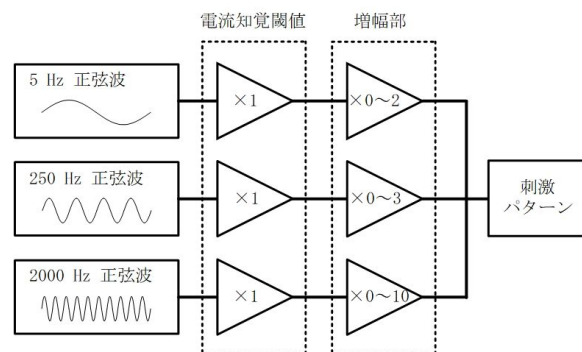 電流知覚閾値
増幅部
5 Hz 正弦波
×1
×0～2
250 Hz 正弦波
×1
×0～3
刺激
パターン
2000 Hz 正弦波
×1
×0～10